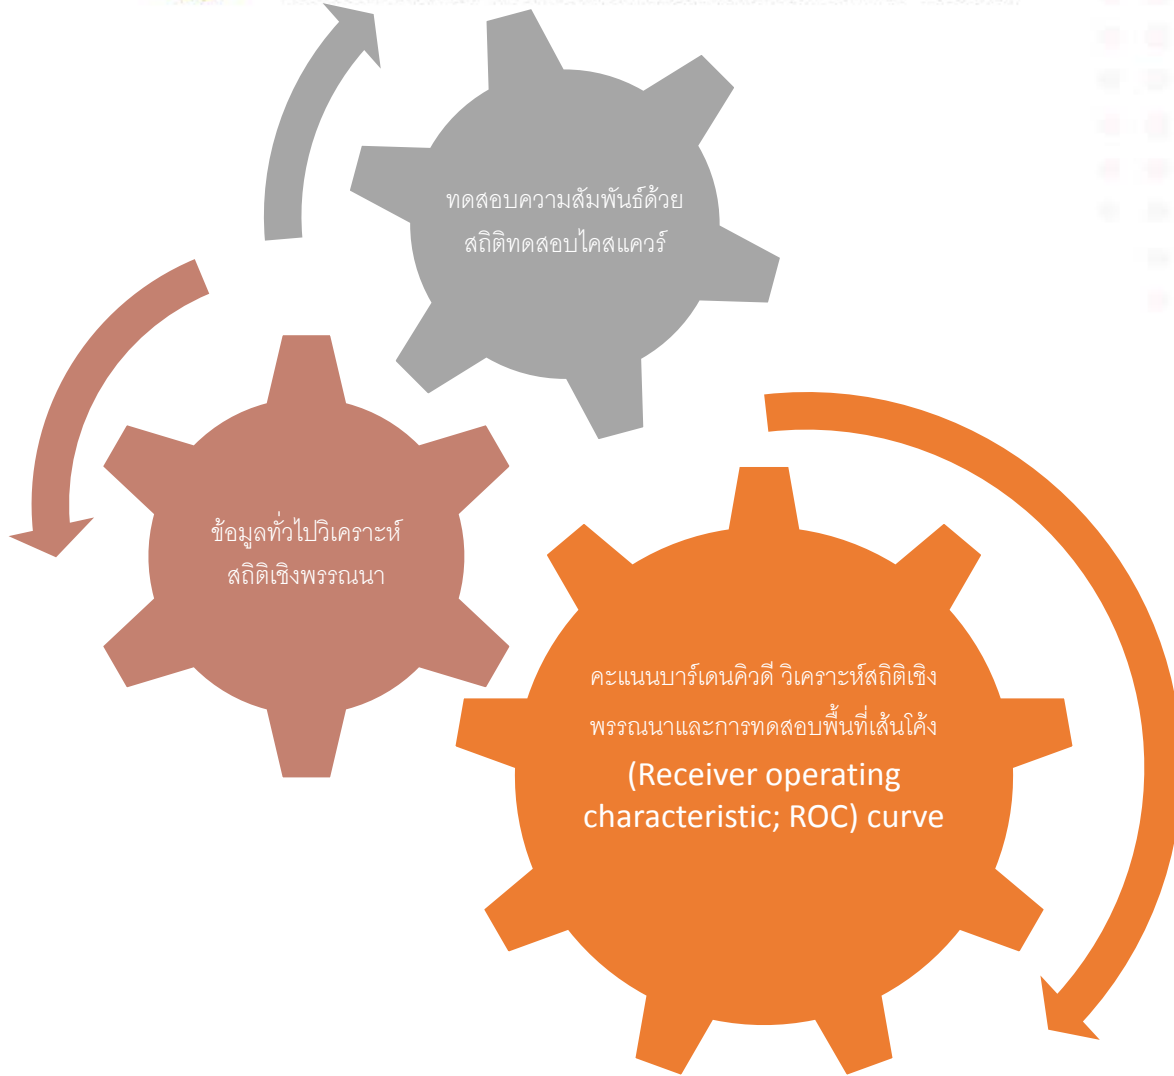 ทดสอบความสัมพันธ์ด้วย
สถิติทดสอบไคสแควร์
ข้อมูลทั่วไปวิเคราะห์
สถิติเชิงพรรณนา
คะแนนบาร์เดนคิวดี วิเคราะห์สถิติเชิง
พรรณนาและการทดสอบพื้นที่เส้นโค้ง
(Receiver operating
characteristic; ROC) curve